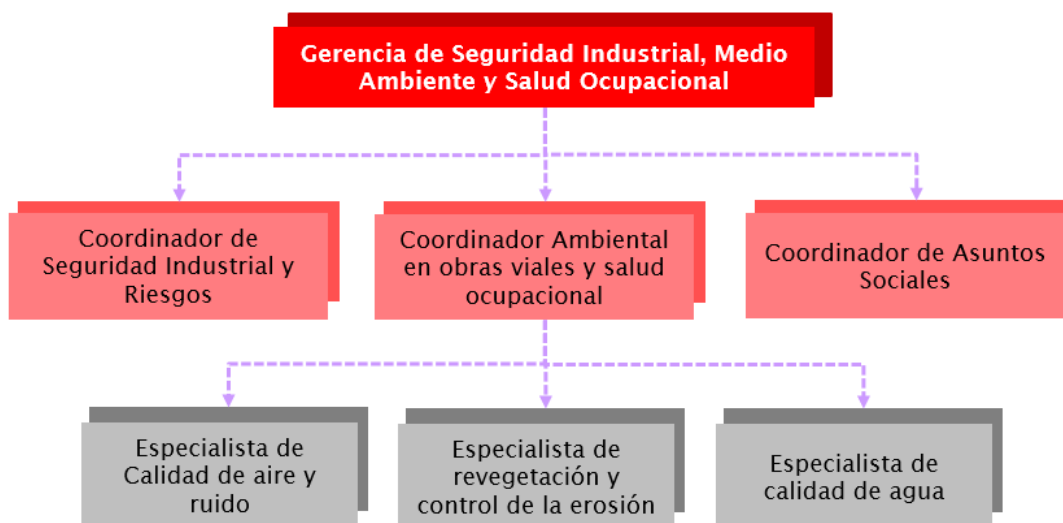 Gerencia de Seguridad Industrial, Medio
Ambiente y Salud Ocupacional
Coordinador de
Seguridad Industrial y
Riesgos
Coordinador Ambiental
en obras viales y salud
ocupacional
Coordinador de Asuntos
Sociales
Especialista de
Calidad de aire y
ruido
Especialista de
revegetación y
control de la erosión
Especialista de
calidad de agua